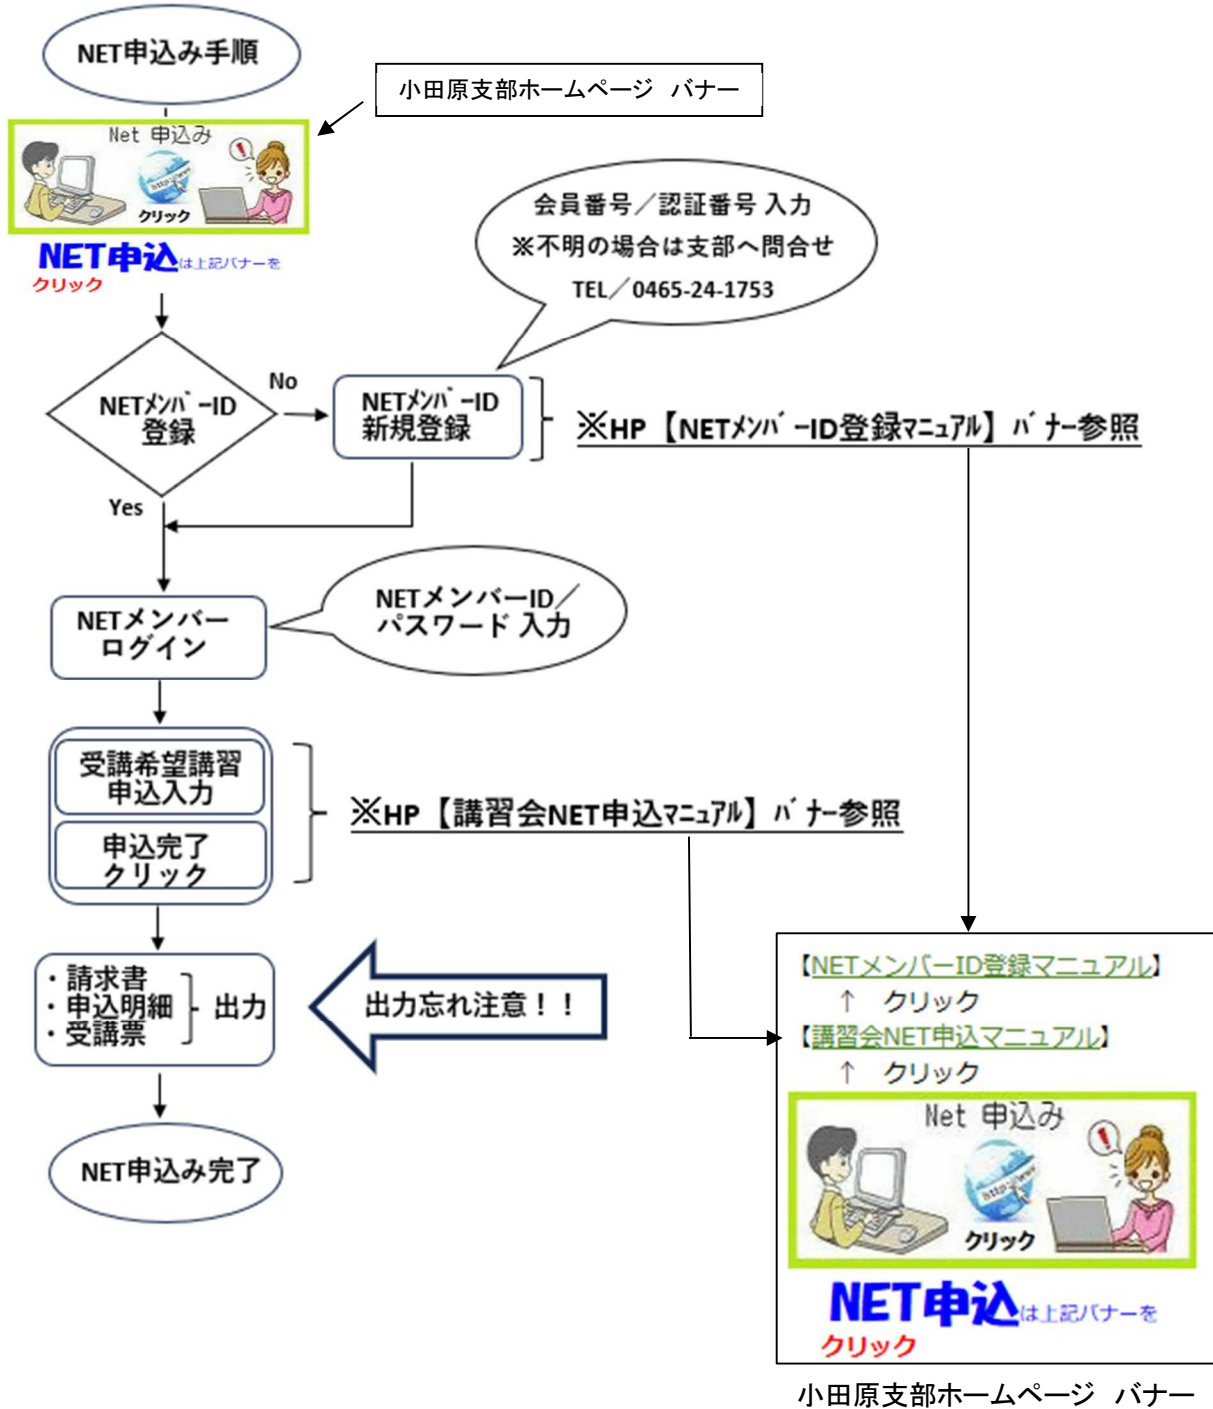 NET申込み手順
小田原支部ホームページ　バナー
Net 申込み
http://www
クリック
NET申込は上記バナーを
クリック
会員番号／認証番号 入力
※不明の場合は支部へ問合せ
TEL／0465-24-1753
NETﾒﾝﾊﾞｰID
登録
No
Yes
NETﾒﾝﾊﾞｰID
新規登録
※HP【NETﾒﾝﾊﾞｰID登録ﾏﾆｭｱﾙ】ﾊﾞﾅｰ参照
NETメンバー
ログイン
NETメンバーID／
パスワード 入力
受講希望講習
申込入力
申込完了
クリック
※HP【講習会NET申込ﾏﾆｭｱﾙ】ﾊﾞﾅｰ参照
・請求書
・申込明細
・受講票
出力
出力忘れ注意！！
NET申込み完了
【NETメンバーID登録マニュアル】
↑　クリック
【講習会NET申込マニュアル】
↑　クリック
Net 申込み
http://www
クリック
NET申込は上記バナーを
クリック
小田原支部ホームページ　バナー